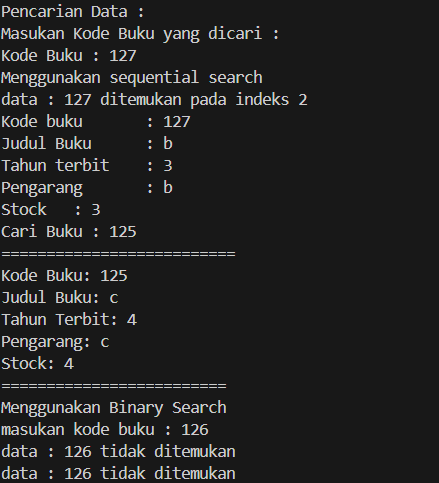 Pencarian Data :
Masukan Kode Buku yang dicari :
Kode Buku : 127
Menggunakan sequential search
data : 127 ditemukan pada indeks 2
Kode buku       : 127
Judul Buku      : b
Tahun terbit    : 3
Pengarang       : b
Stock   : 3
Cari Buku : 125
==========================
Kode Buku: 125
Judul Buku: c
Tahun Terbit: 4
Pengarang: c
Stock: 4
=========================
Menggunakan Binary Search
masukan kode buku : 126
data : 126 tidak ditemukan
data : 126 tidak ditemukan